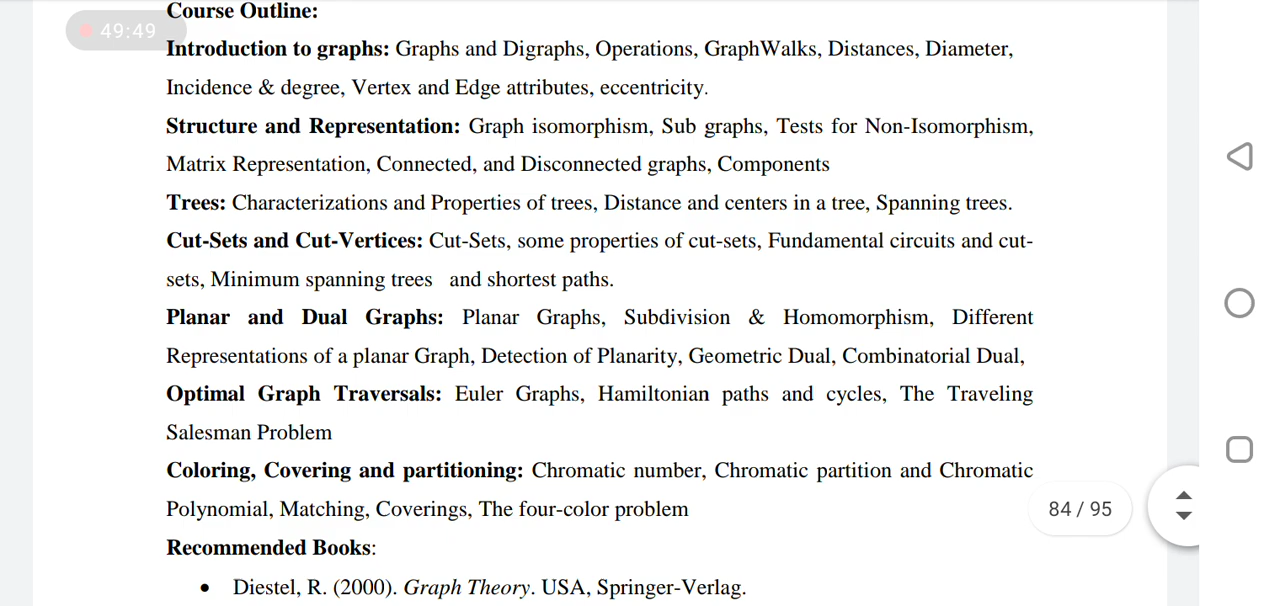 Course Outline:
49:49
Introduction to graphs: Graphs and Digraphs, Operations, GraphWalks, Distances, Diameter,
Incidence & degree, Vertex and Edge attributes, eccentricity.
Structure and Representation: Graph isomorphism, Sub graphs, Tests for Non-Isomorphism,
Matrix Representation, Connected, and Disconnected graphs, Components
Trees: Characterizations and Properties of trees, Distance and centers in a tree, Spanning trees.
Cut-Sets and Cut-Vertices: Cut-Sets, some properties of cut-sets, Fundamental circuits and cut-
sets, Minimum spanning trees and shortest paths.
Planar and Dual Graphs: Planar Graphs, Subdivision & Homomorphism, Different
Representations of a planar Graph, Detection of Planarity, Geometric Dual, Combinatorial Dual,
Optimal Graph Traversals: Euler Graphs, Hamiltonian paths and cycles, The Traveling
Salesman Problem
Coloring, Covering and partitioning: Chromatic number, Chromatic partition and Chromatic
Polynomial, Matching, Coverings, The four-color problem
84 / 95
Recommended Books:
• Diestel, R. (2000). Graph Theory. USA, Springer-Verlag.